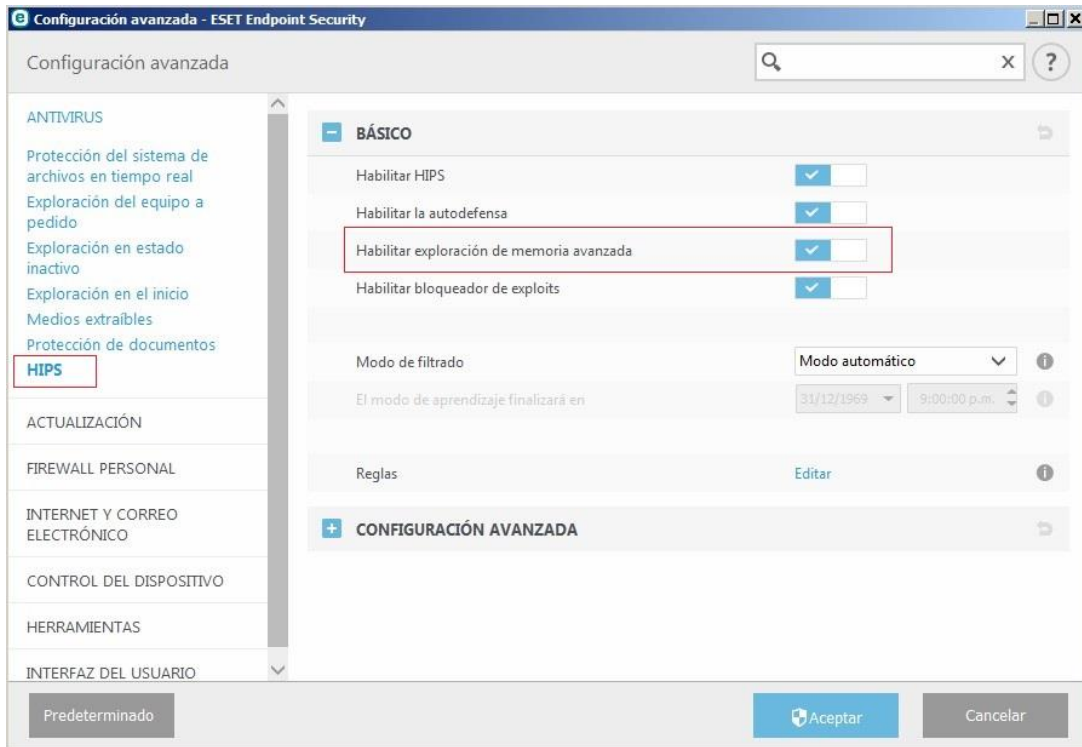 Configuración avanzada - ESET Endpoint Security
Configuración avanzada
X
?
ANTIVIRUS
Protección del sistema de
archivos en tiempo real
Exploración del equipo a
pedido
Exploración en estado
inactivo
Exploración en el inicio
Medios extraíbles
Protección de documentos
HIPS
ACTUALIZACIÓN
FIREWALL PERSONAL
INTERNET Y CORREO
ELECTRÓNICO
CONTROL DEL DISPOSITIVO
HERRAMIENTAS
INTERFAZ DEL USUARIO
BÁSICO
Habilitar HIPS
Habilitar la autodefensa
Habilitar exploración de memoria avanzada
Habilitar bloqueador de exploits
Modo de filtrado Modo automático
El modo de aprendizaje finalizará en 31/12/1969 9:00:00 p.m.
Reglas Editar
CONFIGURACIÓN AVANZADA
Predeterminado Aceptar Cancelar